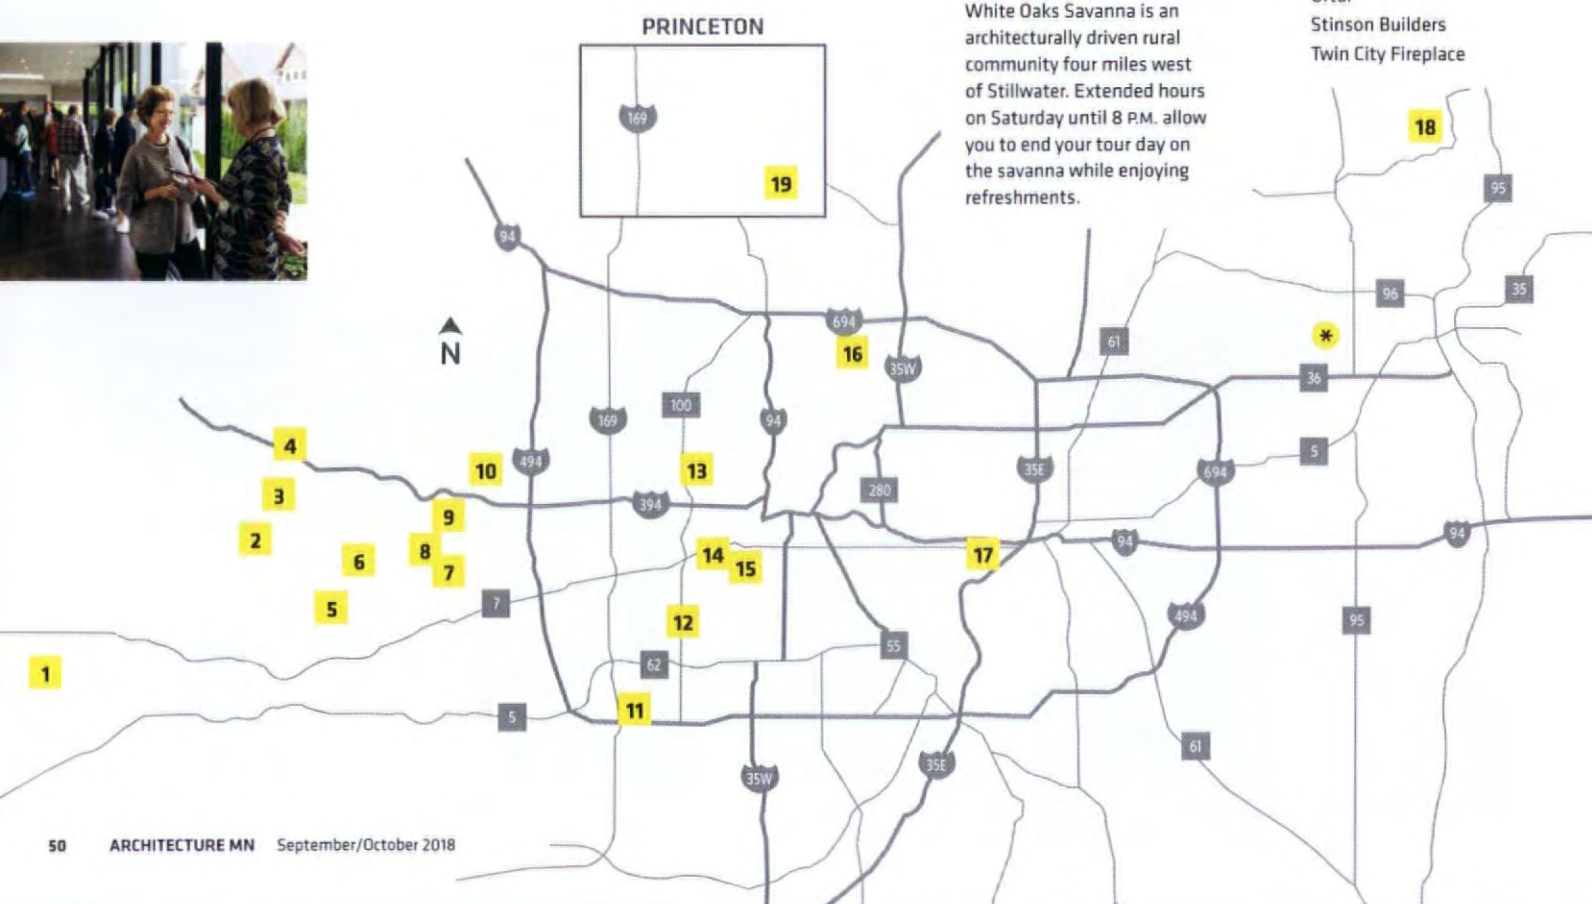 White Oaks Savanna is an
architecturally driven rural
community four miles west
of Stillwater. Extended hours
on Saturday until 8 P.M. allow
you to end your tour day on
the savanna while enjoying
refreshments.
Stinson Builders
Twin City Fireplace
PRINCETON
169
19
18
95
94
96
35
694
16
35W
61
*
36
N
100
169
94
4
10
494
13
35E
5
694
3
394
280
9
2
8
6
7
14
15
17
94
94
5
7
12
494
95
1
62
55
11
5
61
35W
35E
50 ARCHITECTURE MN September/October 2018